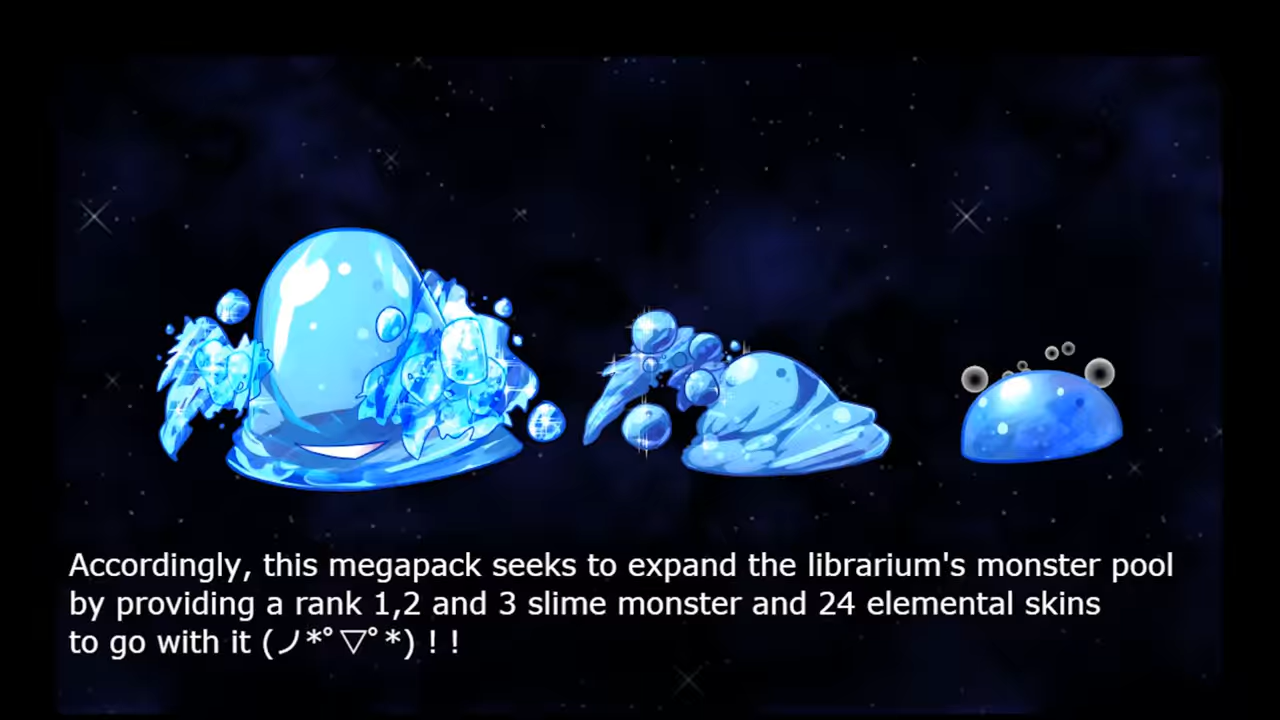 Accordingly, this megapack seeks to expand the librarium's monster pool
by providing a rank 1,2 and 3 slime monster and 24 elemental skins
to go with it (ノ*ﾟ▽ﾟ*)！！